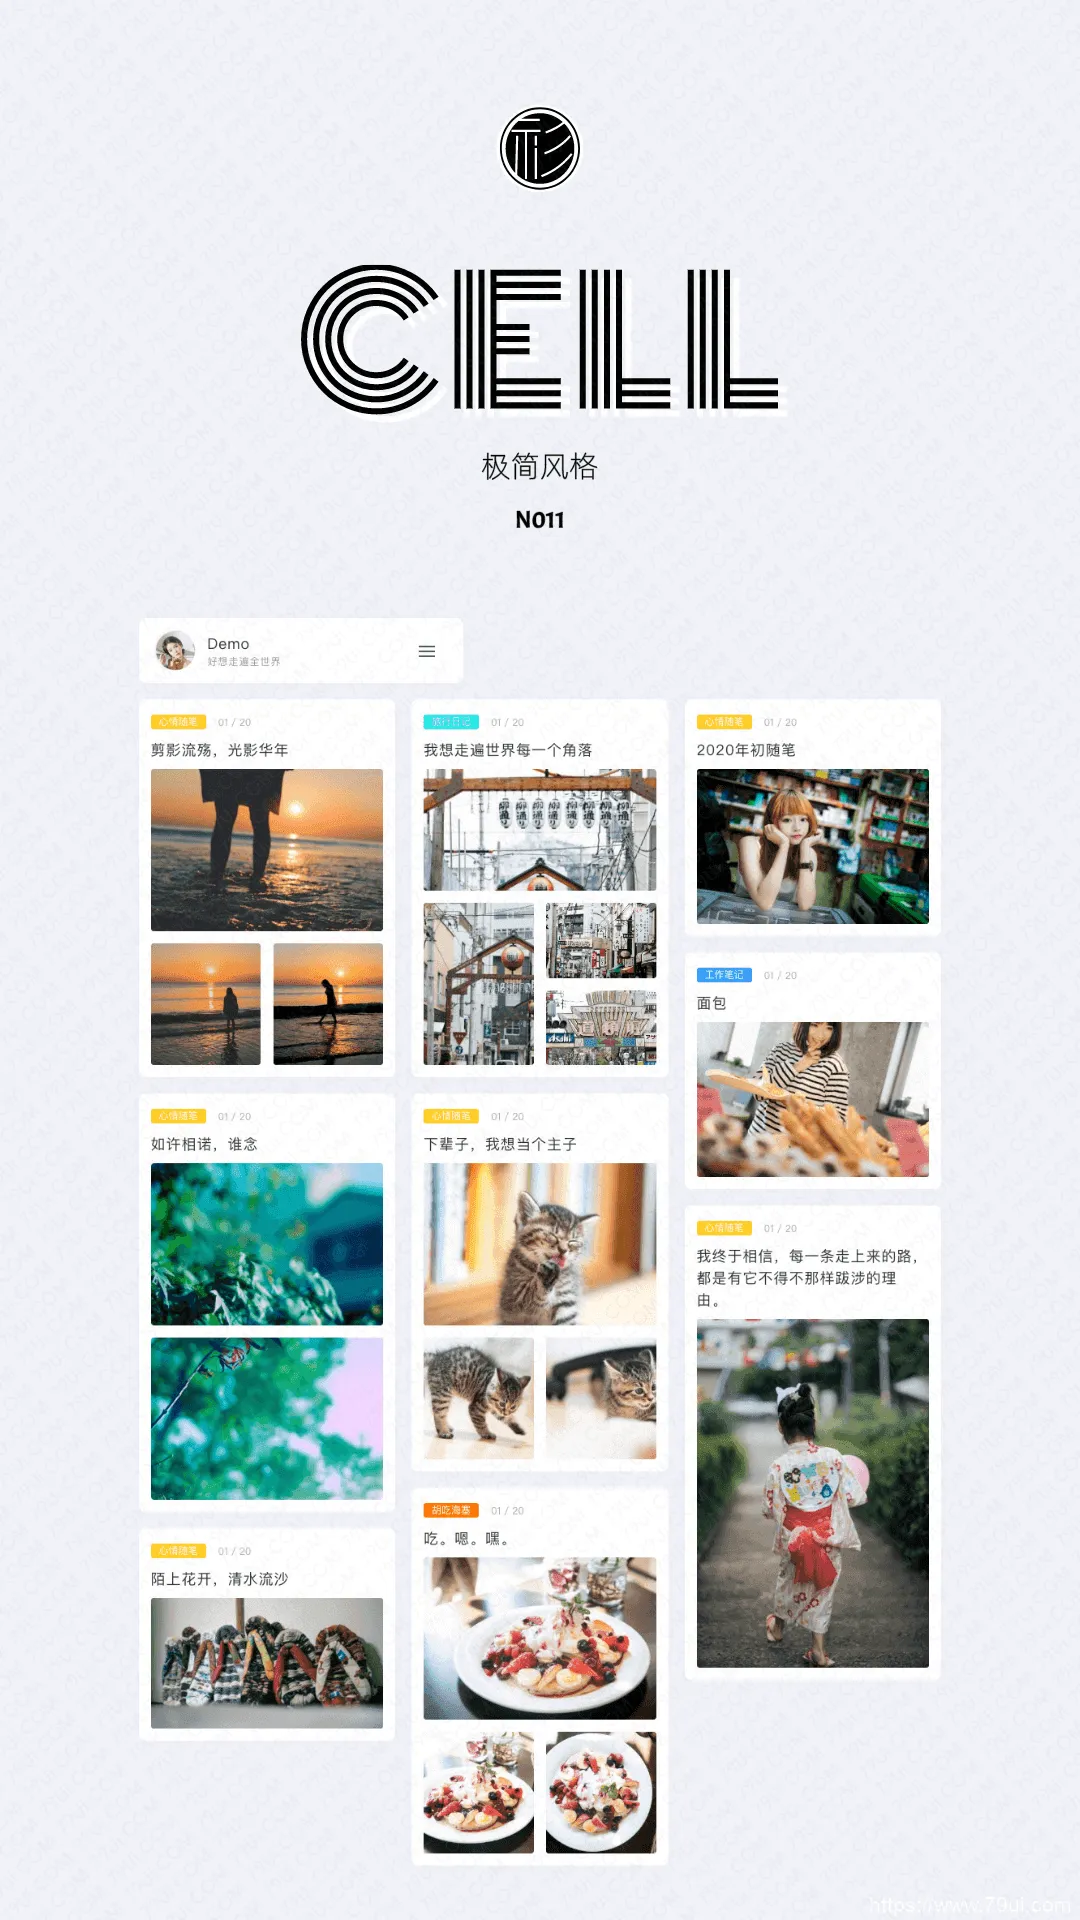 CELL
极简风格
N011
Demo
好想走遍全世界
心情随笔 01 / 20
剪影流殇，光影华年
旅行日记 01 / 20
我想走遍世界每一个角落
心情随笔 01 / 20
2020年初随笔
工作笔记 01 / 20
面包
心情随笔 01 / 20
如许相诺，谁念
心情随笔 01 / 20
下辈子，我想当个主子
心情随笔 01 / 20
我终于相信，每一条走上来的路，
都是有它不得不那样跋涉的理
由。
胡吃海塞 01 / 20
吃。嗯。嘿。
心情随笔 01 / 20
陌上花开，清水流沙
https://www.79ui.com